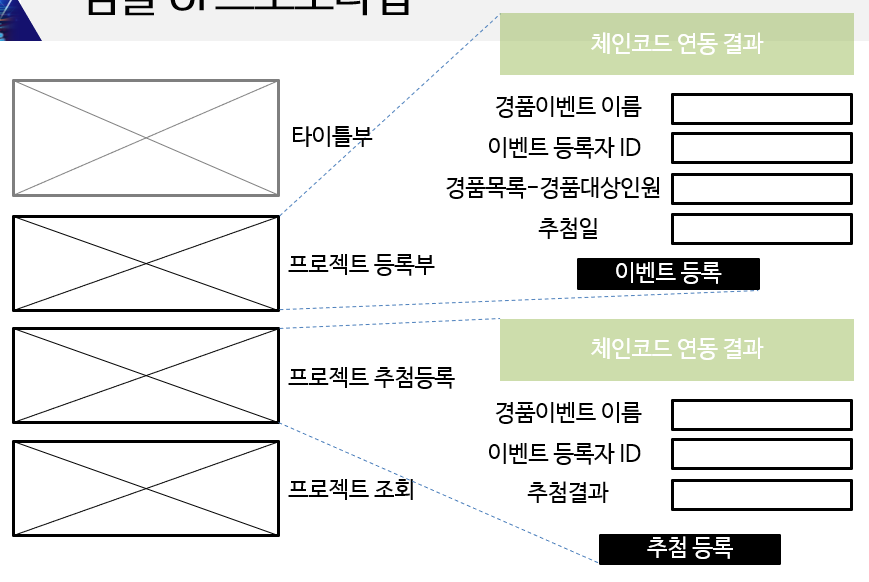 타이틀부
프로젝트 등록부
프로젝트 추첨등록
프로젝트 조회
체인코드 연동 결과
경품이벤트 이름
이벤트 등록자 ID
경품목록-경품대상인원
추첨일
이벤트 등록
체인코드 연동 결과
경품이벤트 이름
이벤트 등록자 ID
추첨결과
추첨 등록